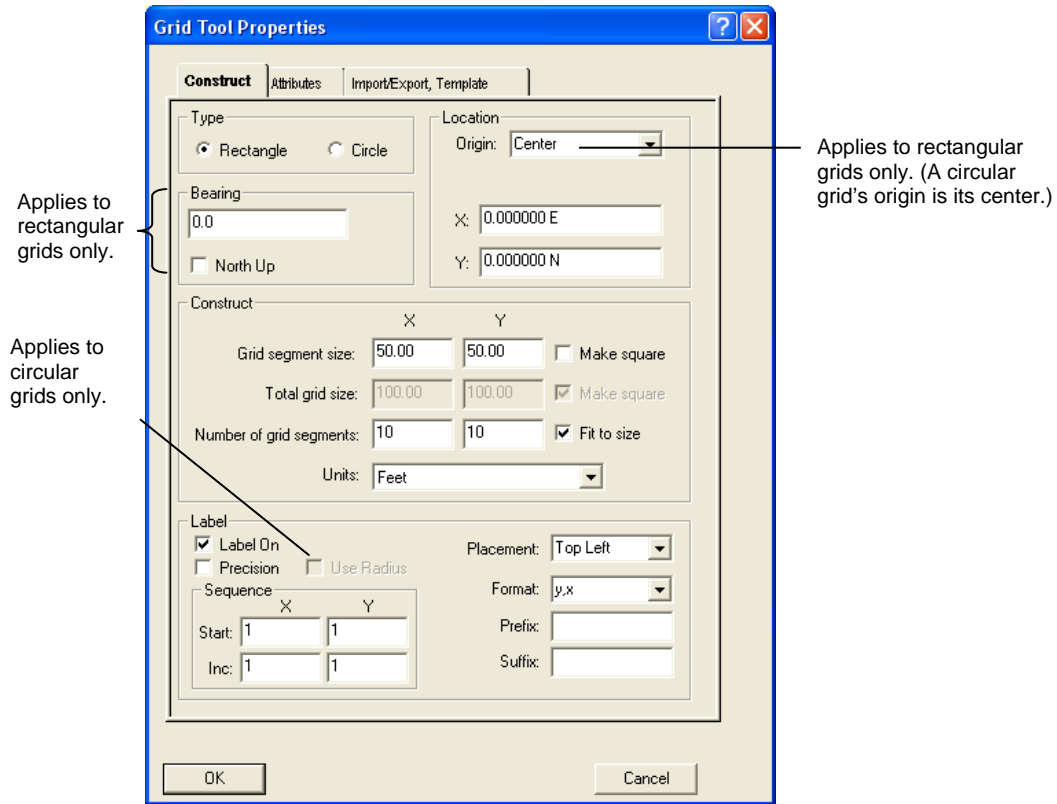 Grid Tool Properties
Construct
Attributes
Import/Export, Template
Type
Rectangle
Circle
Location
Origin: Center
X: 0.000000 E
Y: 0.000000 N
Applies to rectangular
grids only. (A circular
grid's origin is its center.)
Bearing
0.0
North Up
Applies to
rectangular
grids only.
Construct
X Y
Grid segment size: 50.00 50.00 Make square
Total grid size: 100.00 100.00 Make square
Number of grid segments: 10 10 Fit to size
Units: Feet
Applies to
circular
grids only.
Label
Label On
Precision Use Radius
Sequence
X Y
Start: 1 1
Inc: 1 1
Placement: Top Left
Format: y,x
Prefix:
Suffix:
OK
Cancel